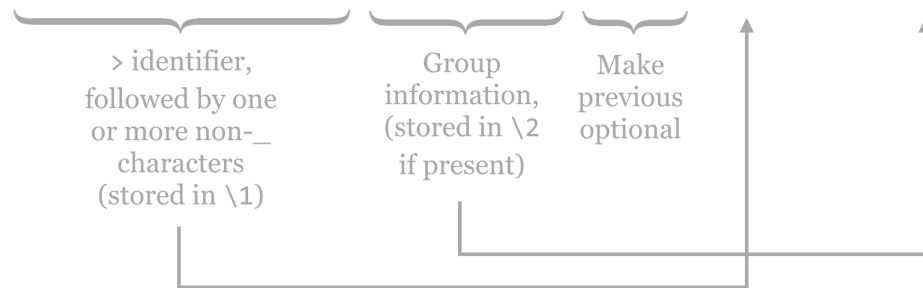 > identifier,
followed by one
or more non-_
characters
(stored in \1)
Group
information,
(stored in \2
if present)
Make
previous
optional